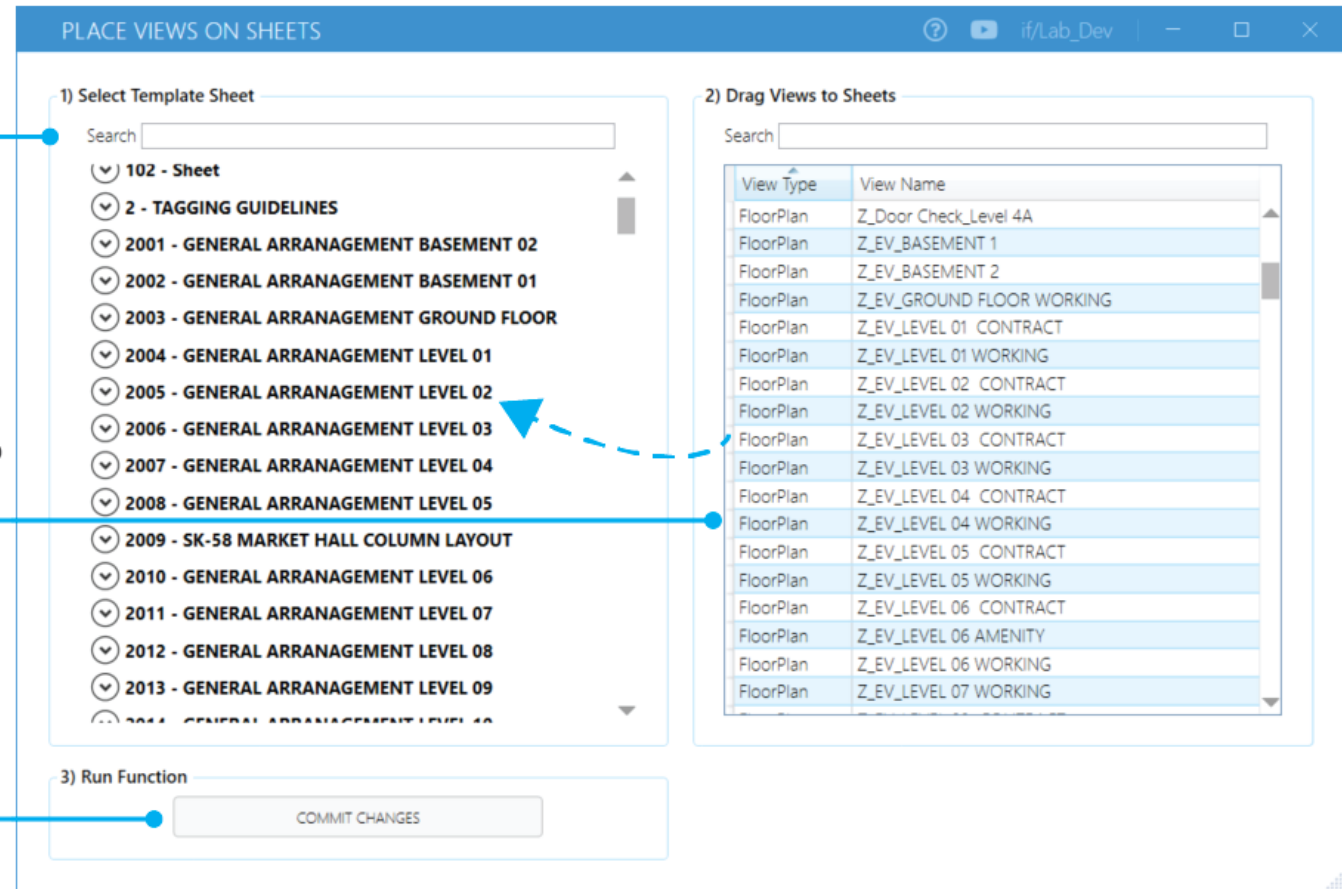 PLACE VIEWS ON SHEETS if/Lab_Dev
1) Select Template Sheet
Search
102 - Sheet
2 - TAGGING GUIDELINES
2001 - GENERAL ARRANAGEMENT BASEMENT 02
2002 - GENERAL ARRANAGEMENT BASEMENT 01
2003 - GENERAL ARRANAGEMENT GROUND FLOOR
2004 - GENERAL ARRANAGEMENT LEVEL 01
2005 - GENERAL ARRANAGEMENT LEVEL 02
2006 - GENERAL ARRANAGEMENT LEVEL 03
2007 - GENERAL ARRANAGEMENT LEVEL 04
2008 - GENERAL ARRANAGEMENT LEVEL 05
2009 - SK-58 MARKET HALL COLUMN LAYOUT
2010 - GENERAL ARRANAGEMENT LEVEL 06
2011 - GENERAL ARRANAGEMENT LEVEL 07
2012 - GENERAL ARRANAGEMENT LEVEL 08
2013 - GENERAL ARRANAGEMENT LEVEL 09
2014 - GENERAL ARRANAGEMENT LEVEL 10
2) Drag Views to Sheets
Search
View Type View Name
FloorPlan Z_Door Check_Level 4A
FloorPlan Z_EV_BASEMENT 1
FloorPlan Z_EV_BASEMENT 2
FloorPlan Z_EV_GROUND FLOOR WORKING
FloorPlan Z_EV_LEVEL 01 CONTRACT
FloorPlan Z_EV_LEVEL 01 WORKING
FloorPlan Z_EV_LEVEL 02 CONTRACT
FloorPlan Z_EV_LEVEL 02 WORKING
FloorPlan Z_EV_LEVEL 03 CONTRACT
FloorPlan Z_EV_LEVEL 03 WORKING
FloorPlan Z_EV_LEVEL 04 CONTRACT
FloorPlan Z_EV_LEVEL 04 WORKING
FloorPlan Z_EV_LEVEL 05 CONTRACT
FloorPlan Z_EV_LEVEL 05 WORKING
FloorPlan Z_EV_LEVEL 06 CONTRACT
FloorPlan Z_EV_LEVEL 06 AMENITY
FloorPlan Z_EV_LEVEL 06 WORKING
FloorPlan Z_EV_LEVEL 07 WORKING
3) Run Function
COMMIT CHANGES